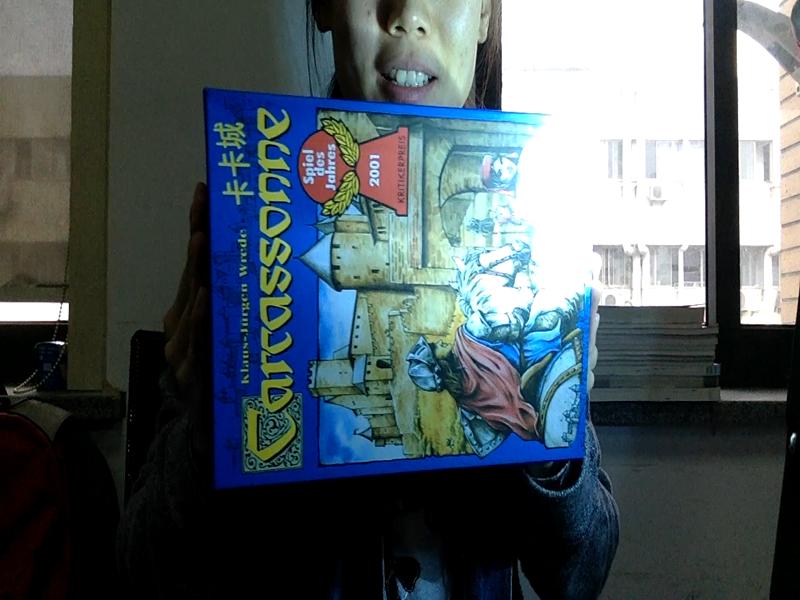 卡卡城
Klaus-Jürgen Wrede
Carcassonne
Spiel
des
Jahres
2001
KRITIKERPREIS